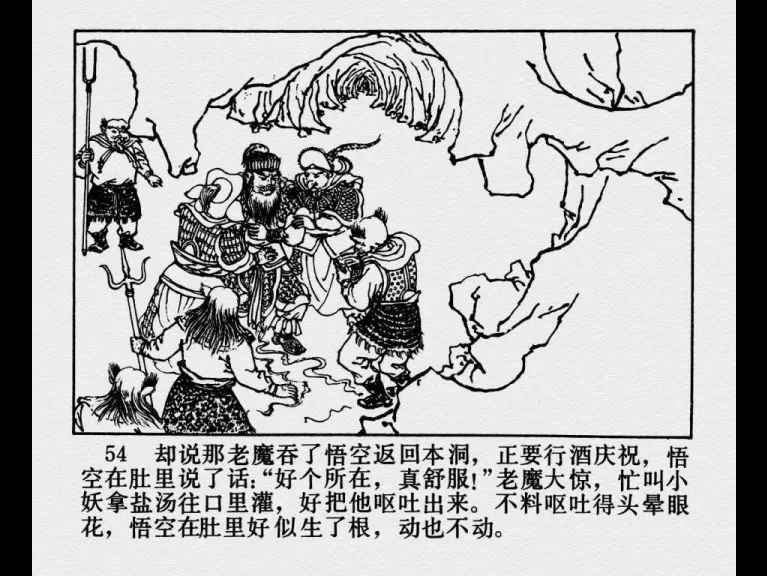 54 却说那老魔吞了悟空返回本洞，正要行酒庆祝，悟
空在肚里说了话：“好个所在，真舒服！”老魔大惊，忙叫小
妖拿盐汤往口里灌，好把他呕吐出来。不料呕吐得头晕眼
花，悟空在肚里好似生了根，动也不动。